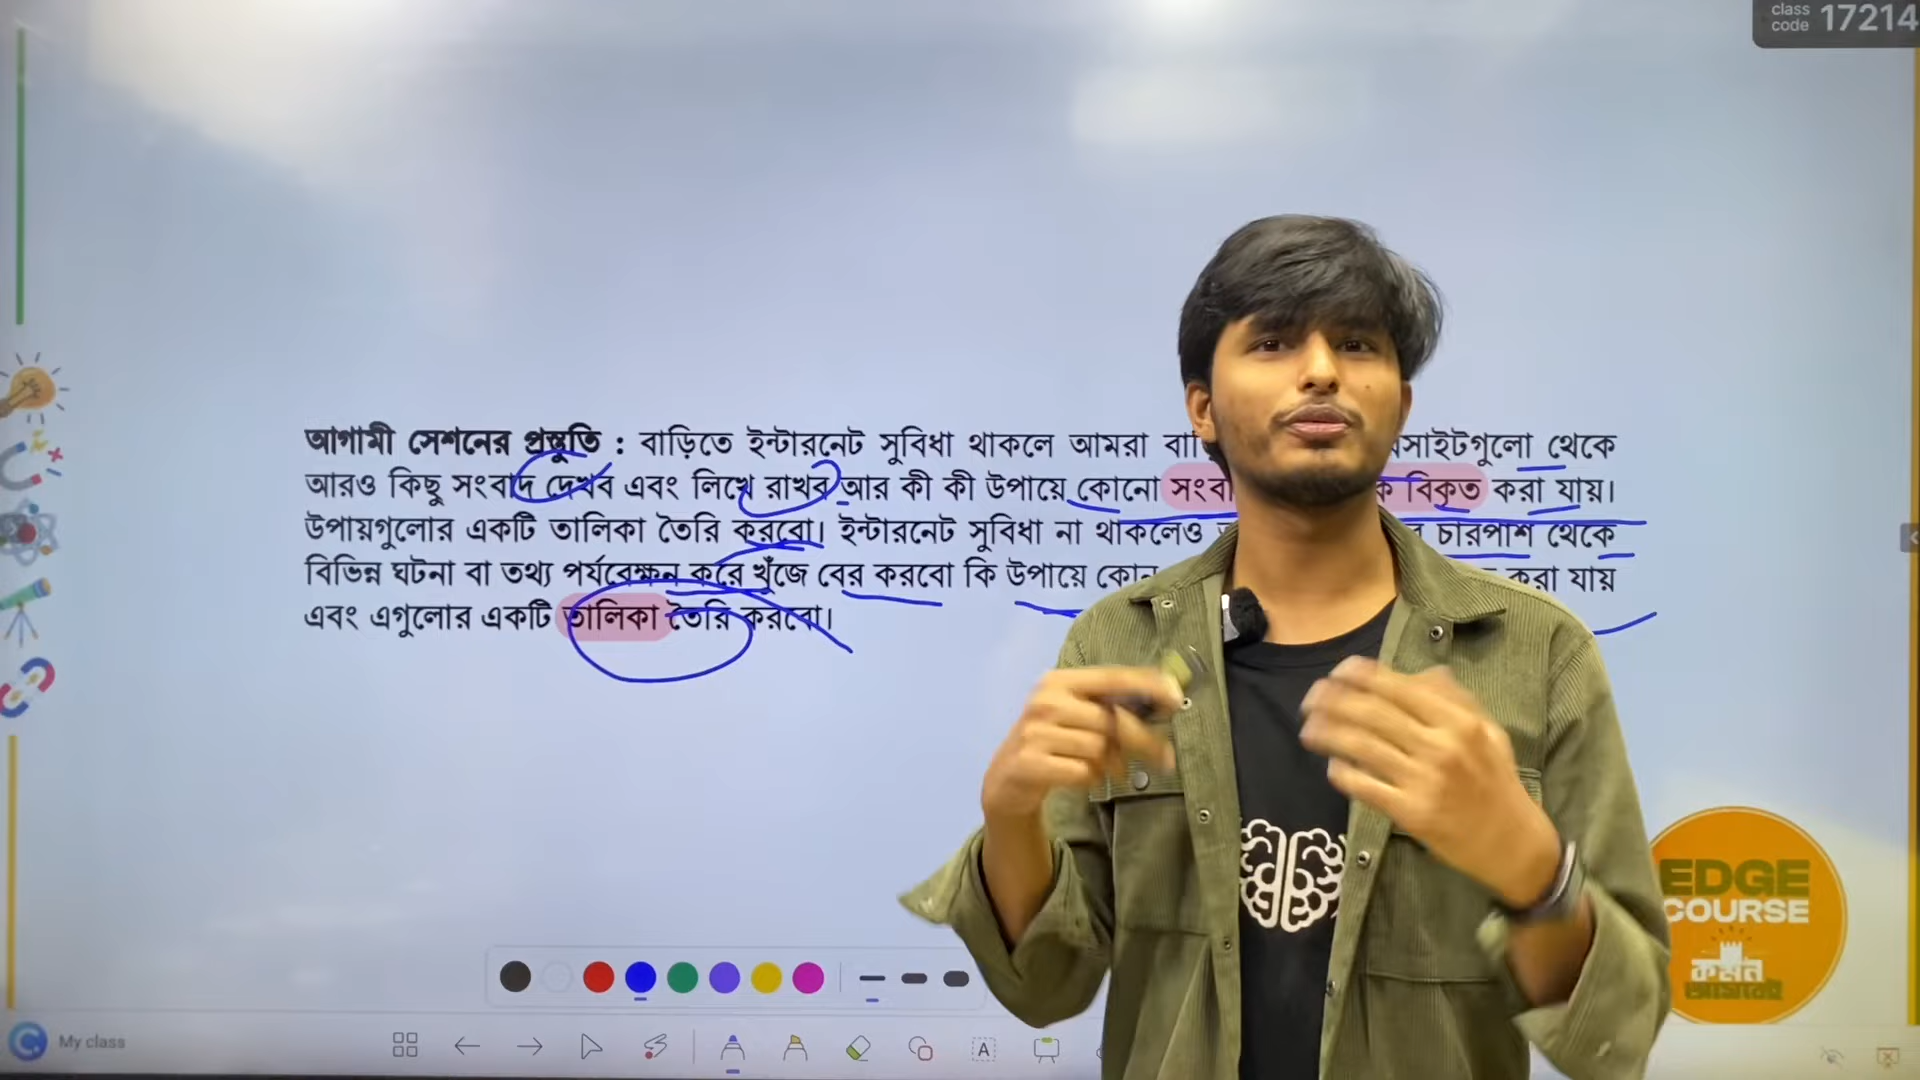 class code 17214
আগামী সেশনের প্রস্তুতি : বাড়িতে ইন্টারনেট সুবিধা থাকলে আমরা থেকে
আরও কিছু সংবাদ দেখব এবং লিখে রাখব আর কী কী উপায়ে কোনো বিকৃত করা যায়।
উপায়গুলোর একটি তালিকা তৈরি করবো। ইন্টারনেট সুবিধা না থাকলেও চারপাশ থেকে
বিভিন্ন ঘটনা বা তথ্য পর্যবেক্ষন করে খুঁজে বের করবো কি উপায়ে করা যায়
এবং এগুলোর একটি তালিকা তৈরি করবো।
EDGE
COURSE
My class
A